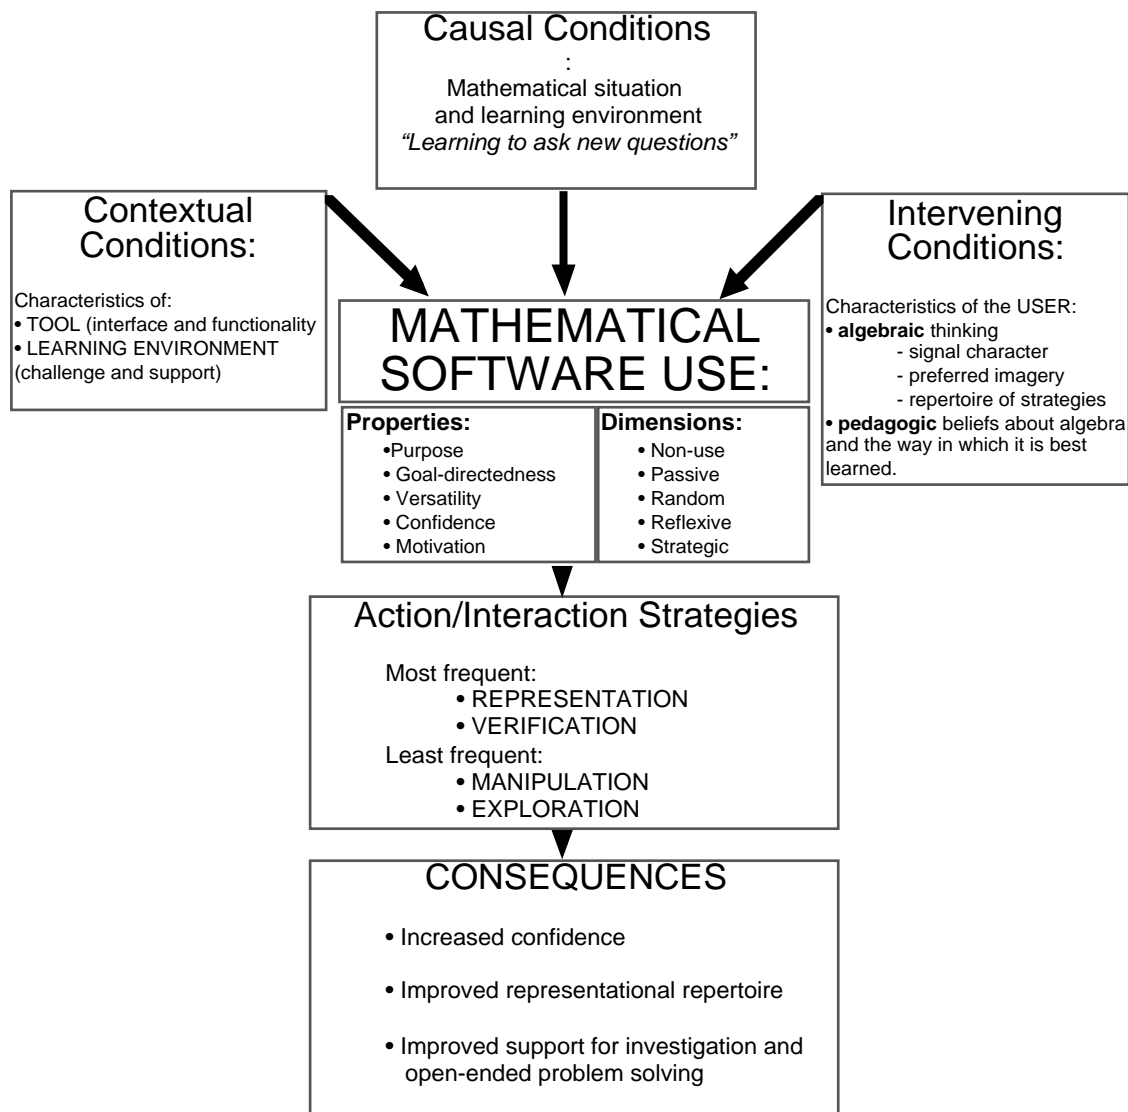 Causal Conditions
:
Mathematical situation
and learning environment
“Learning to ask new questions”
Contextual
Conditions:
Characteristics of:
• TOOL (interface and functionality
• LEARNING ENVIRONMENT
(challenge and support)
Intervening
Conditions:
Characteristics of the USER:
• algebraic thinking
- signal character
- preferred imagery
- repertoire of strategies
• pedagogic beliefs about algebra
and the way in which it is best
learned.
MATHEMATICAL
SOFTWARE USE:
Properties:
•Purpose
• Goal-directedness
• Versatility
• Confidence
• Motivation
Dimensions:
• Non-use
• Passive
• Random
• Reflexive
• Strategic
Action/Interaction Strategies
Most frequent:
• REPRESENTATION
• VERIFICATION
Least frequent:
• MANIPULATION
• EXPLORATION
CONSEQUENCES
• Increased confidence
• Improved representational repertoire
• Improved support for investigation and
open-ended problem solving